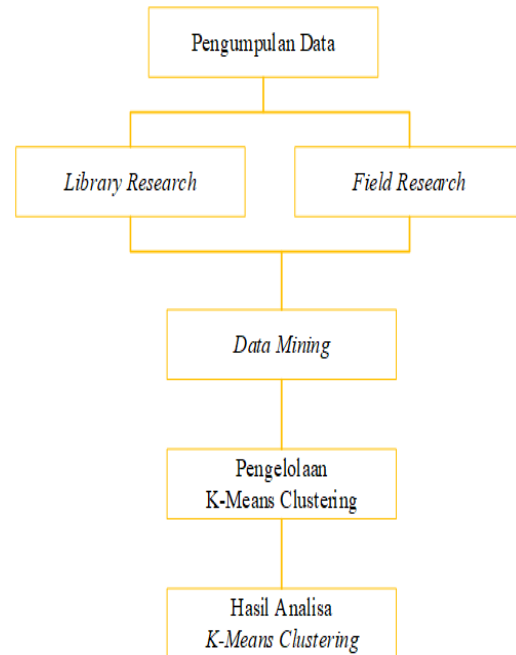 Pengumpulan Data
Library Research
Field Research
Data Mining
Pengelolaan
K-Means Clustering
Hasil Analisa
K-Means Clustering